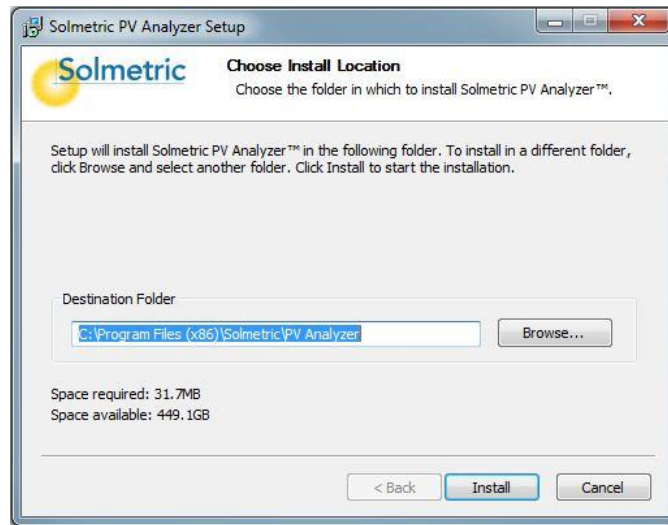 Solmetric PV Analyzer Setup
Solmetric
Choose Install Location
Choose the folder in which to install Solmetric PV Analyzer™.
Setup will install Solmetric PV Analyzer™ in the following folder. To install in a different folder,
click Browse and select another folder. Click Install to start the installation.
Destination Folder
C:\Program Files (x86)\Solmetric\PV Analyzer
Browse...
Space required: 31.7MB
Space available: 449.1GB
< Back
Install
Cancel